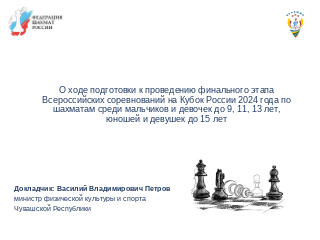 ФЕДЕРАЦИЯ
ШАХМАТ
РОССИИ
О ходе подготовки к проведению финального этапа
Всероссийских соревнований на Кубок России 2024 года по
шахматам среди мальчиков и девочек до 9, 11, 13 лет,
юношей и девушек до 15 лет
Докладчик: Василий Владимирович Петров
министр физической культуры и спорта
Чувашской Республики